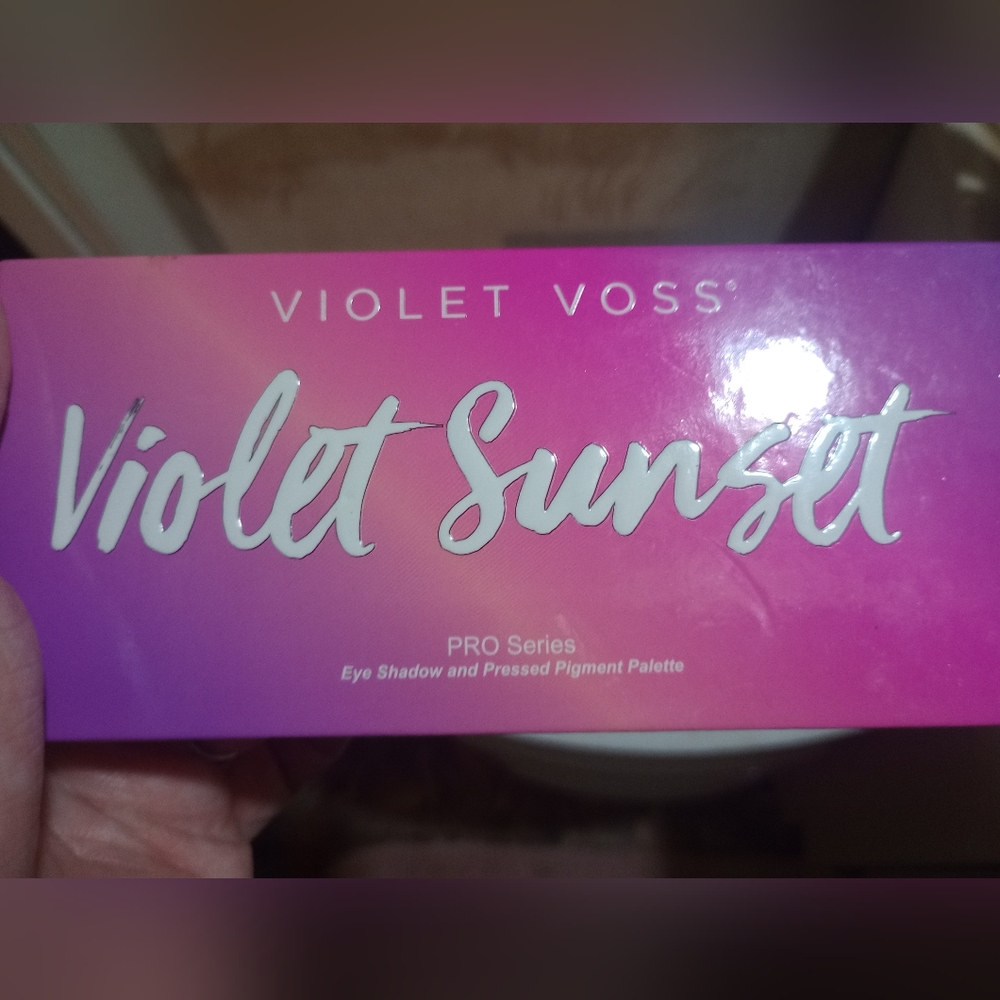 VIOLET VOSS®
Violet Sunset
PRO Series
Eye Shadow and Pressed Pigment Palette